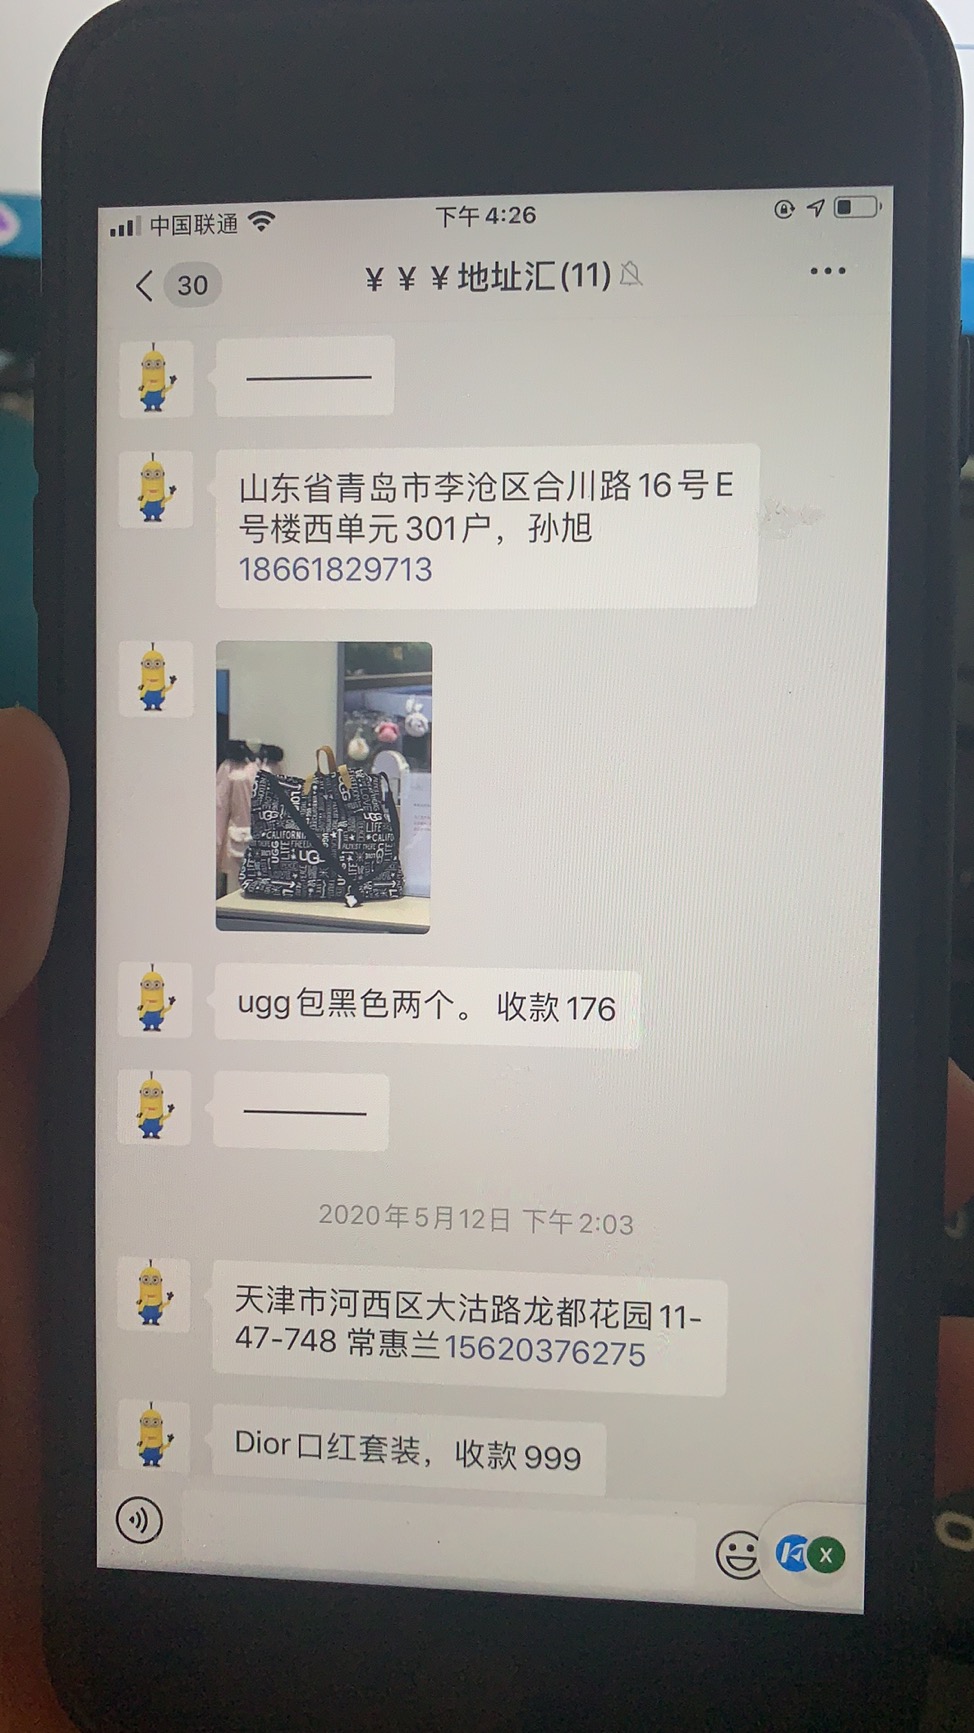 中国联通
下午4:26
30
¥ ¥ ¥地址汇(11)
山东省青岛市李沧区合川路16号E
号楼西单元301户，孙旭
18661829713
CALIFORNIA
UGG
LIFE
ugg包黑色两个。 收款176
2020年5月12日 下午2:03
天津市河西区大沽路龙都花园11-
47-748 常惠兰15620376275
Dior口红套装，收款999
X